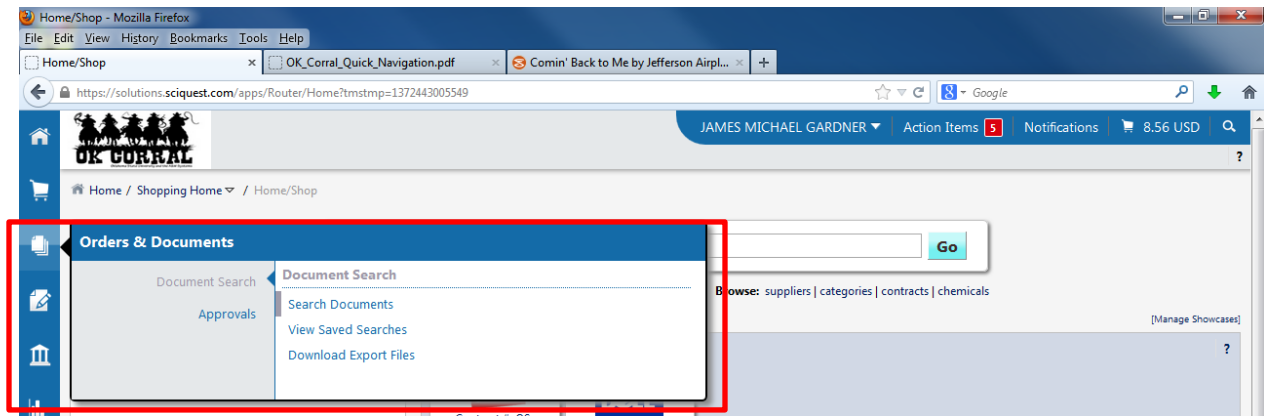 Home/Shop - Mozilla Firefox
File Edit View History Bookmarks Tools Help
Home/Shop × OK_Corral_Quick_Navigation.pdf × Comin' Back to Me by Jefferson Airpl... × +
https://solutions.sciquest.com/apps/Router/Home?tmstmp=1372443005549 Google
OK CORRAL
JAMES MICHAEL GARDNER Action Items 5 Notifications 8.56 USD
?
Home / Shopping Home / Home/Shop
Orders & Documents
Go
Document Search
Approvals
Document Search
Search Documents
View Saved Searches
Download Export Files
Browse: suppliers | categories | contracts | chemicals
[Manage Showcases]
?